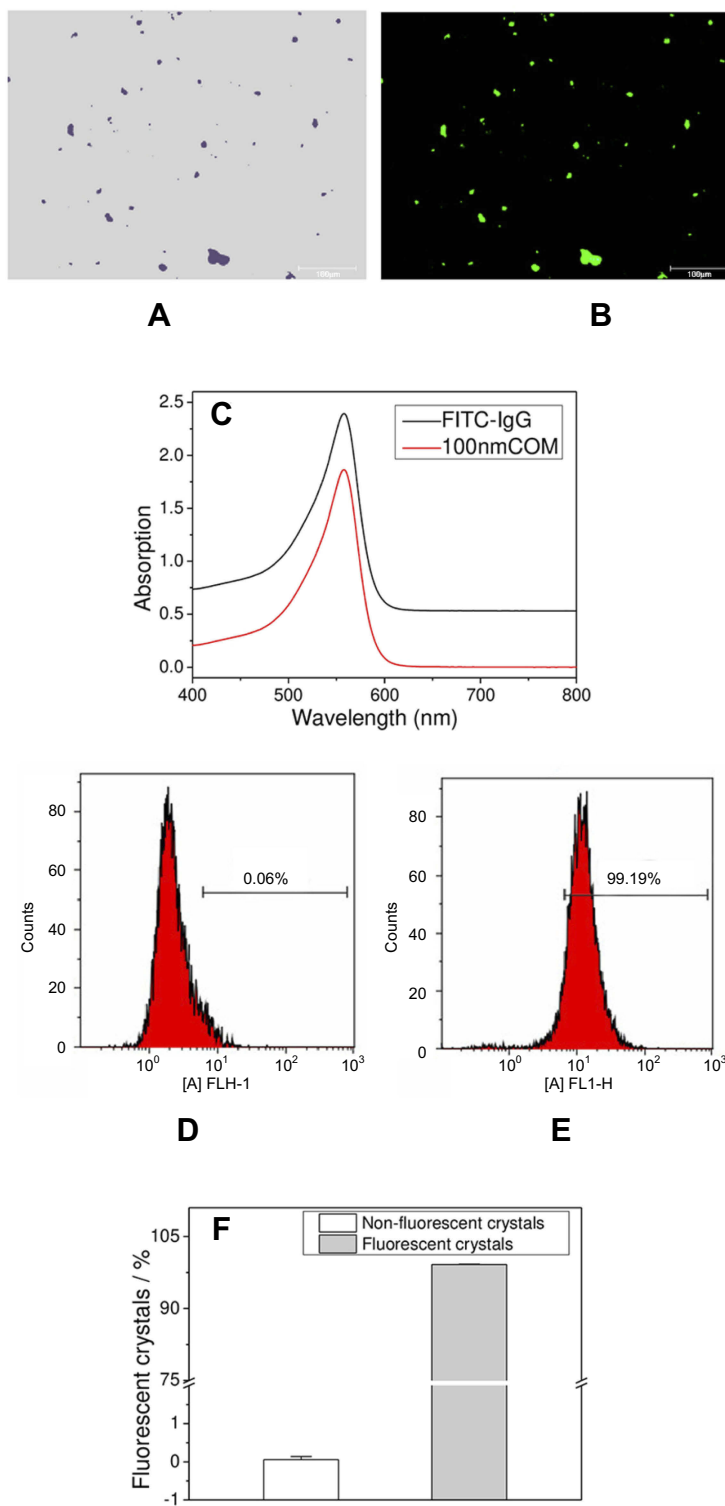 100μm
100μm
A
B
C
FITC-IgG
100nmCOM
2.5
2.0
1.5
1.0
0.5
0.0
Absorption
400
500
600
700
800
Wavelength (nm)
80
60
40
20
0
Counts
0.06%
10⁰
10¹
10²
10³
[A] FLH-1
D
80
60
40
20
0
Counts
99.19%
10⁰
10¹
10²
10³
[A] FL1-H
E
F
Non-fluorescent crystals
Fluorescent crystals
105
90
75
1
0
-1
Fluorescent crystals / %